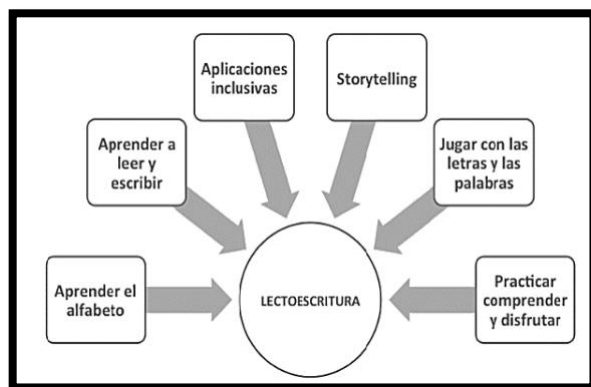 Aplicaciones
inclusivas
Storytelling
Aprender a
leer y
escribir
Jugar con las
letras y las
palabras
Aprender el
alfabeto
LECTOESCRITURA
Practicar
comprender
y disfrutar